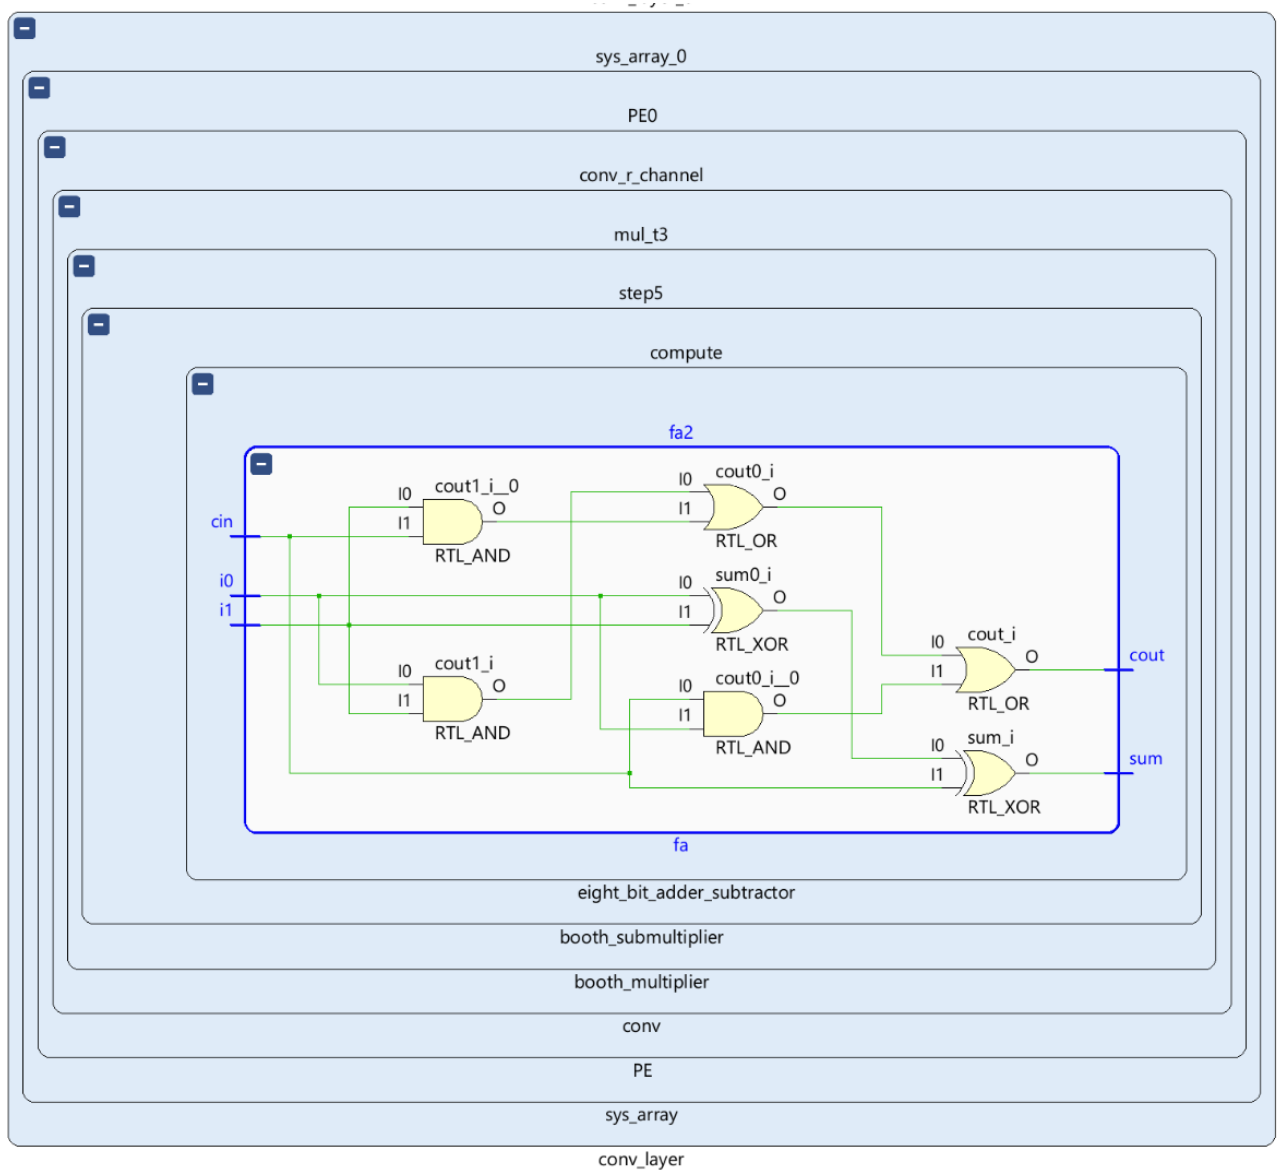 sys_array_0
PE0
conv_r_channel
mul_t3
step5
compute
fa2
cout1_i__0
I0
I1
O
RTL_AND
cout0_i
I0
I1
O
RTL_OR
cin
i0
i1
sum0_i
I0
I1
O
RTL_XOR
cout1_i
I0
I1
O
RTL_AND
cout0_i__0
I0
I1
O
RTL_AND
cout_i
I0
I1
O
RTL_OR
cout
sum_i
I0
I1
O
RTL_XOR
sum
fa
eight_bit_adder_subtractor
booth_submultiplier
booth_multiplier
conv
PE
sys_array
conv_layer